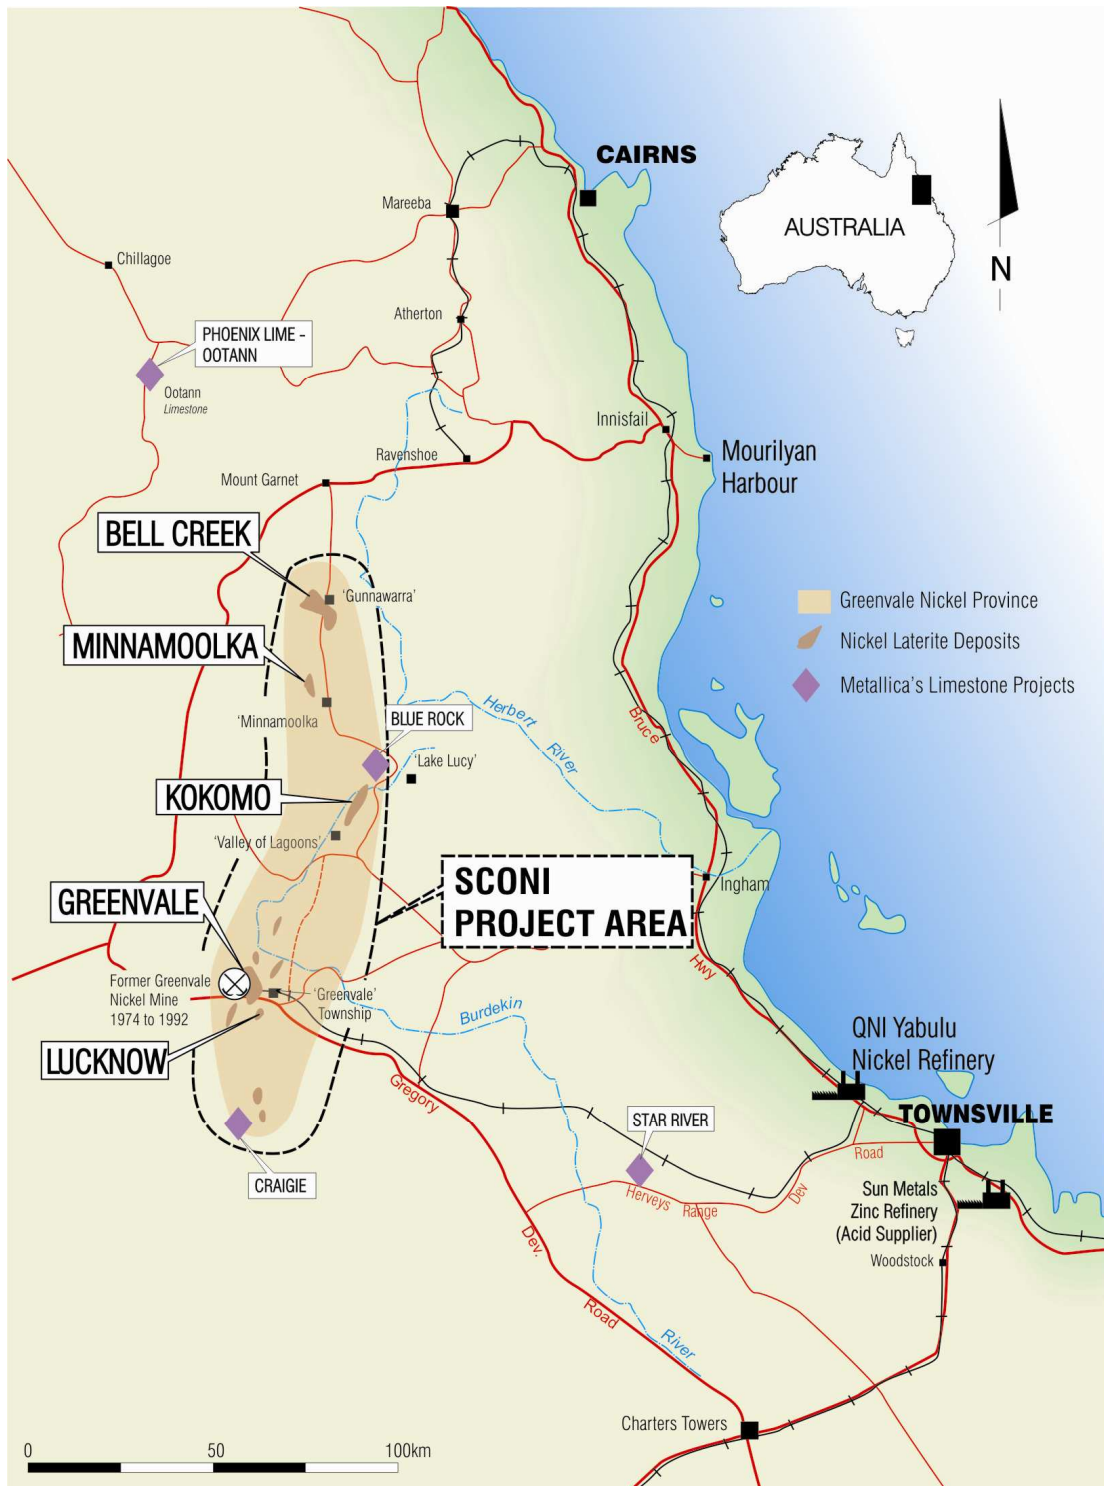 CAIRNS
Mareeba
AUSTRALIA
Chillagoe
N
Atherton
PHOENIX LIME -
OOTANN
Ootann
Limestone
Innisfail
Ravenshoe
Mourilyan
Harbour
Mount Garnet
BELL CREEK
'Gunnawarra'
Greenvale Nickel Province
Nickel Laterite Deposits
Metallica's Limestone Projects
MINNAMOOLKA
'Minnamoolka
BLUE ROCK
Herbert
River
Bruce
'Lake Lucy'
KOKOMO
'Valley of Lagoons'
SCONI
PROJECT AREA
Ingham
GREENVALE
Hwy
Former Greenvale
Nickel Mine
1974 to 1992
'Greenvale'
Township
Burdekin
QNI Yabulu
Nickel Refinery
LUCKNOW
Gregory
TOWNSVILLE
STAR RIVER
Road
CRAIGIE
Herveys
Range
Dev
Sun Metals
Zinc Refinery
(Acid Supplier)
Woodstock
Dev.
Road
River
Charters Towers
0
50
100km